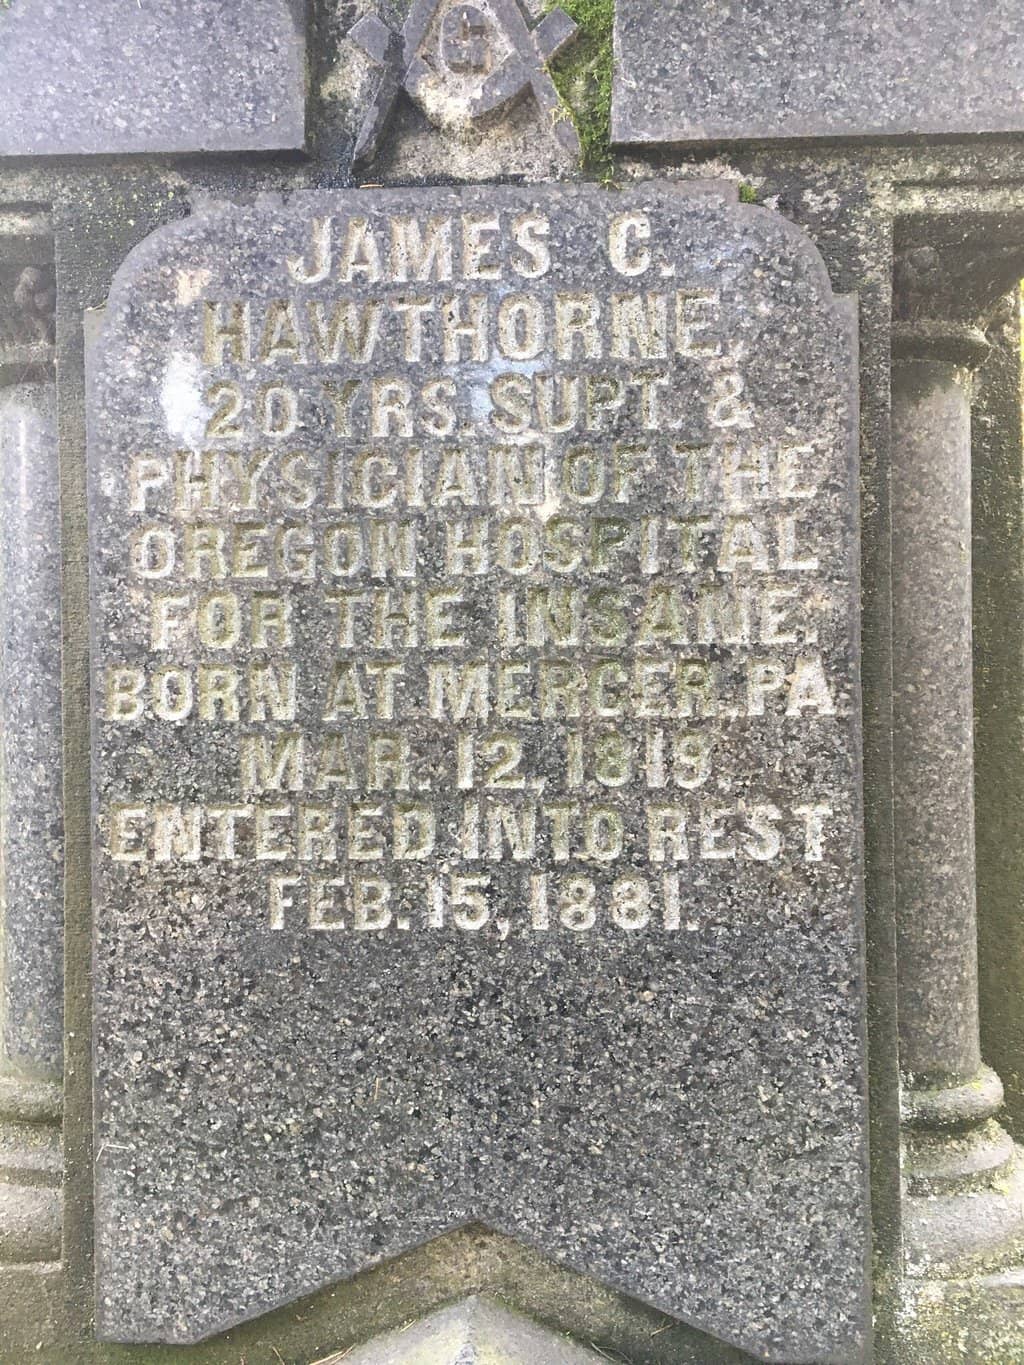 G
JAMES C.
HAWTHORNE,
20 YRS. SUPT. &
PHYSICIAN OF THE
OREGON HOSPITAL
FOR THE INSANE.
BORN AT MERCER, PA.
MAR. 12, 1819.
ENTERED INTO REST
FEB. 15, 1881.